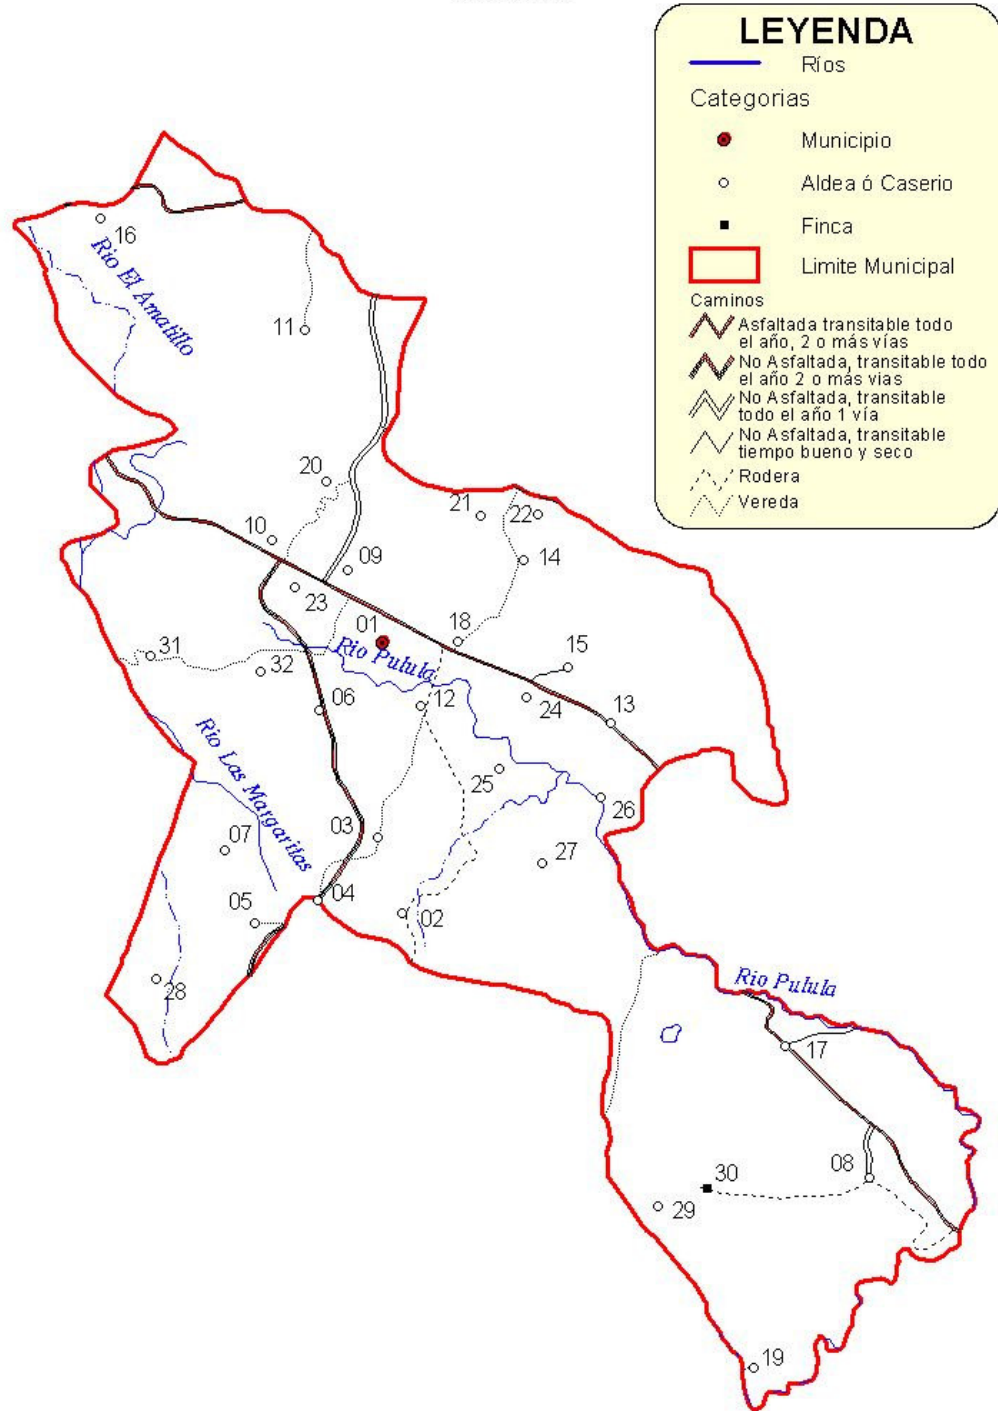 LEYENDA
Ríos
Categorias
Municipio
Aldea ó Caserio
Finca
Limite Municipal
Caminos
Asfaltada transitable todo
el año, 2 o más vías
No Asfaltada, transitable todo
el año 2 o más vias
No Asfaltada, transitable
todo el año 1 vía
No Asfaltada, transitable
tiempo bueno y seco
Rodera
Vereda
16
Rio El Amatillo
11
20
21
22
10
09
14
23
01
18
15
31
32
Rio Pulula
06
12
24
13
Rio Las Margaritas
25
26
03
07
27
04
05
02
28
Rio Pulula
17
08
30
29
19